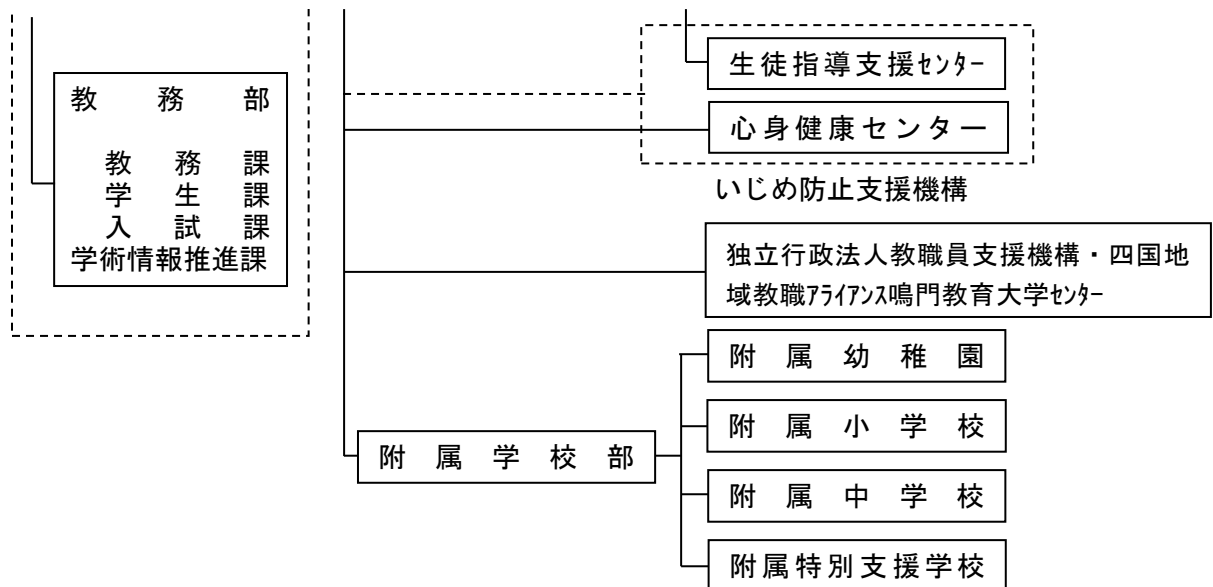 教務部
教務課
学生課
入試課
学術情報推進課
生徒指導支援ｾﾝﾀｰ
心身健康センター
いじめ防止支援機構
独立行政法人教職員支援機構・四国地
域教職ｱﾗｲｱﾝｽ鳴門教育大学ｾﾝﾀｰ
附属学校部
附属幼稚園
附属小学校
附属中学校
附属特別支援学校